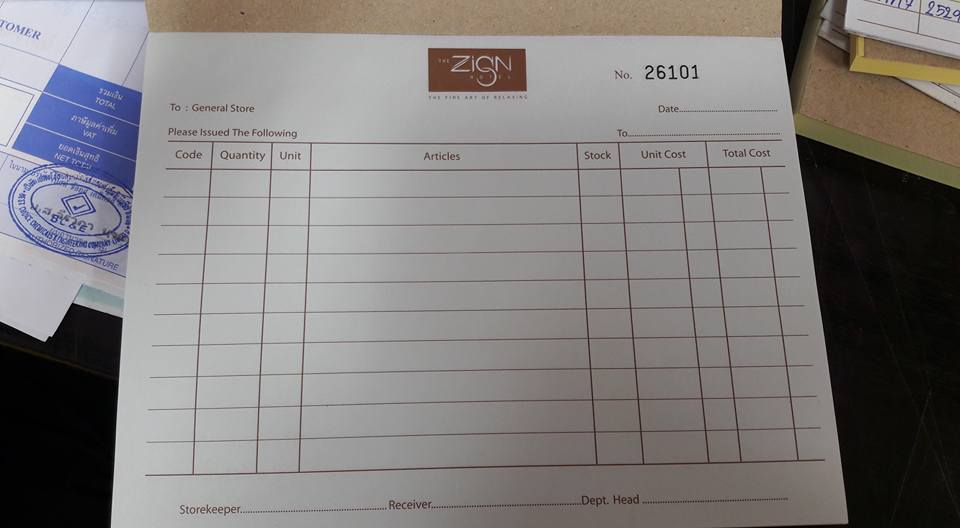 THE ZIGN HOTEL
THE FINE ART OF RELAXING
No. 26101
To : General Store
Date
Please Issued The Following
To
Code Quantity Unit Articles Stock Unit Cost Total Cost
Storekeeper Receiver Dept. Head
TOMER
รวมเงิน
TOTAL
ภาษีมูลค่าเพิ่ม
VAT
ยอดเงินสุทธิ
NET TOTAL
SIGNATURE
2529